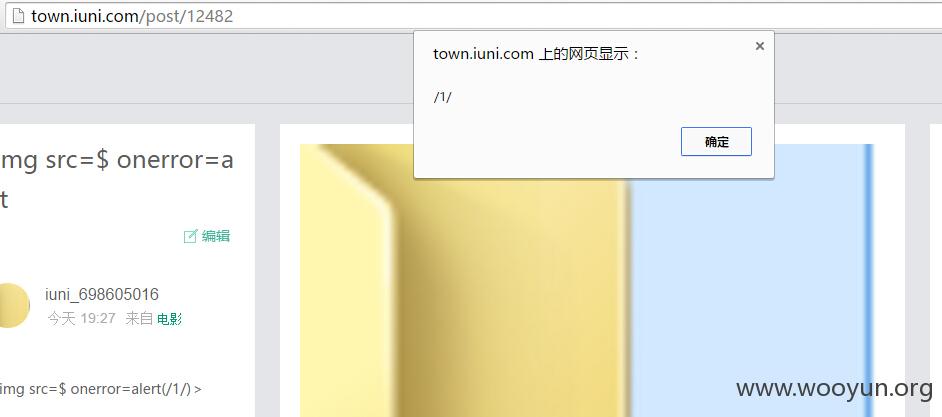 town.iuni.com/post/12482
town.iuni.com 上的网页显示：
/1/
确定
img src=$ onerror=a
t
编辑
iuni_698605016
今天 19:27 来自 电影
img src=$ onerror=alert(/1/) >
www.wooyun.org